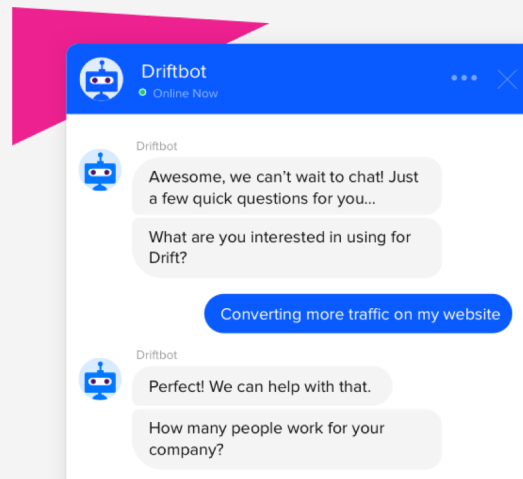 Driftbot
Online Now
Driftbot
Awesome, we can’t wait to chat! Just
a few quick questions for you...
What are you interested in using for
Drift?
Converting more traffic on my website
Driftbot
Perfect! We can help with that.
How many people work for your
company?